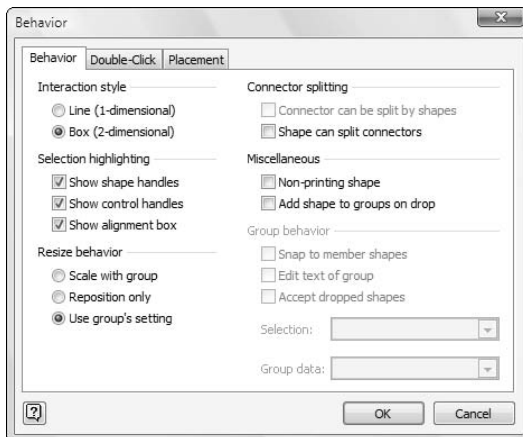 Behavior
Behavior Double-Click Placement
Interaction style
Line (1-dimensional)
Box (2-dimensional)
Selection highlighting
Show shape handles
Show control handles
Show alignment box
Resize behavior
Scale with group
Reposition only
Use group's setting
Connector splitting
Connector can be split by shapes
Shape can split connectors
Miscellaneous
Non-printing shape
Add shape to groups on drop
Group behavior
Snap to member shapes
Edit text of group
Accept dropped shapes
Selection:
Group data:
?
OK Cancel